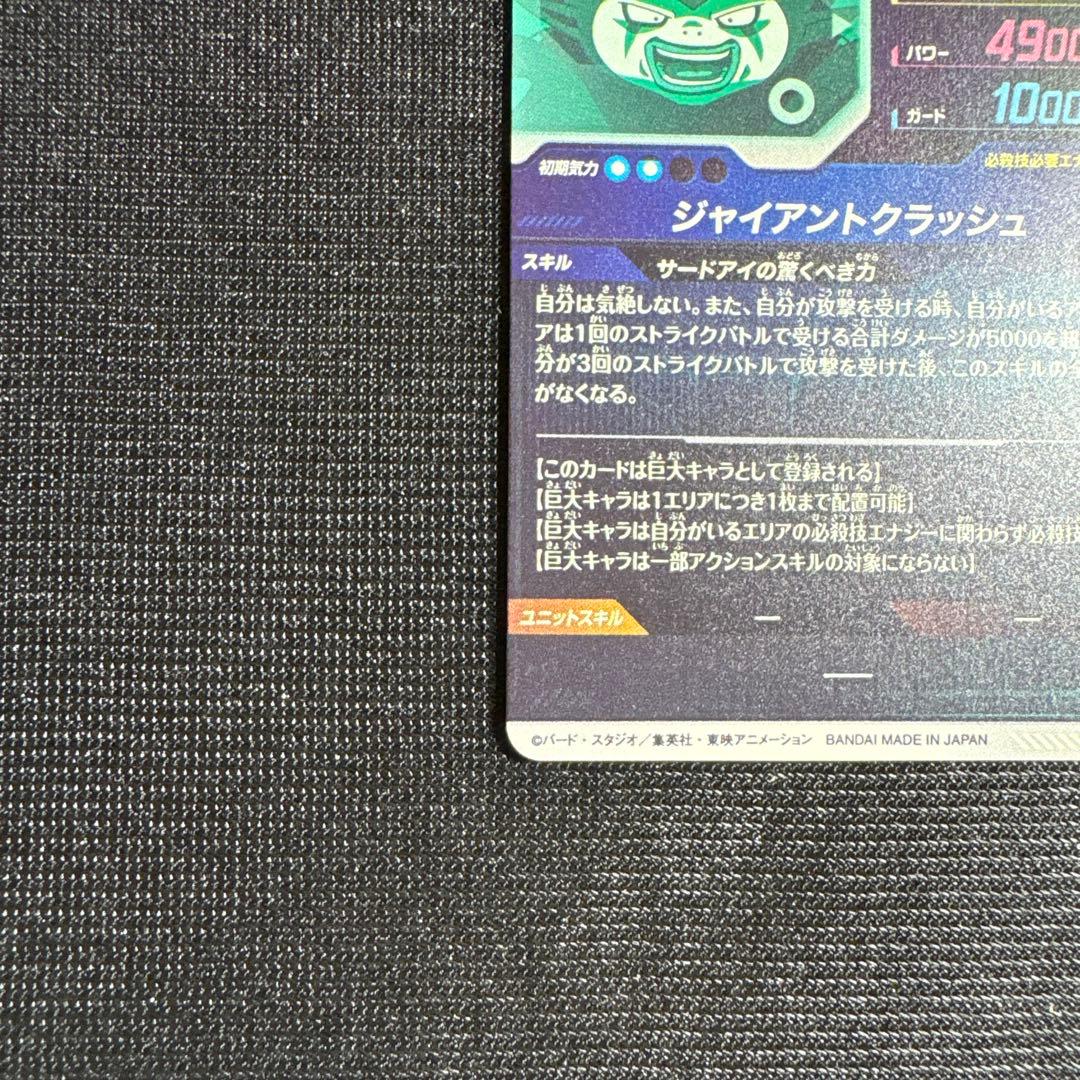 パワー 4900
ガード 1000
初期気力 必殺技必要エナ
ジャイアントクラッシュ
スキル サードアイの驚くべき力
自分は気絶しない。また、自分が攻撃を受ける時、自分がいる
アは1回のストライクバトルで受ける合計ダメージが5000を超
分が3回のストライクバトルで攻撃を受けた後、このスキルの
がなくなる。
【このカードは巨大キャラとして登録される】
【巨大キャラは1エリアにつき1枚まで配置可能】
【巨大キャラは自分がいるエリアの必殺技エナジーに関わらず必殺技
【巨大キャラは一部アクションスキルの対象にならない】
ユニットスキル — —
—
©バード・スタジオ／集英社・東映アニメーション BANDAI MADE IN JAPAN